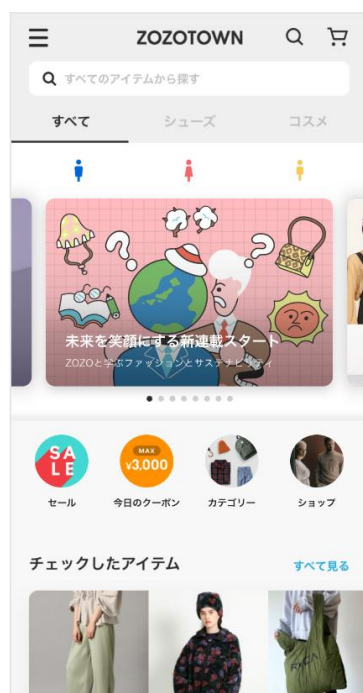 ZOZOTOWN
すべてのアイテムから探す
すべて
シューズ
コスメ
未来を笑顔にする新連載スタート
ZOZOと学ぶファッションとサステナビリティ
SA
LE
MAX
¥3,000
セール
今日のクーポン
カテゴリー
ショップ
チェックしたアイテム
すべて見る